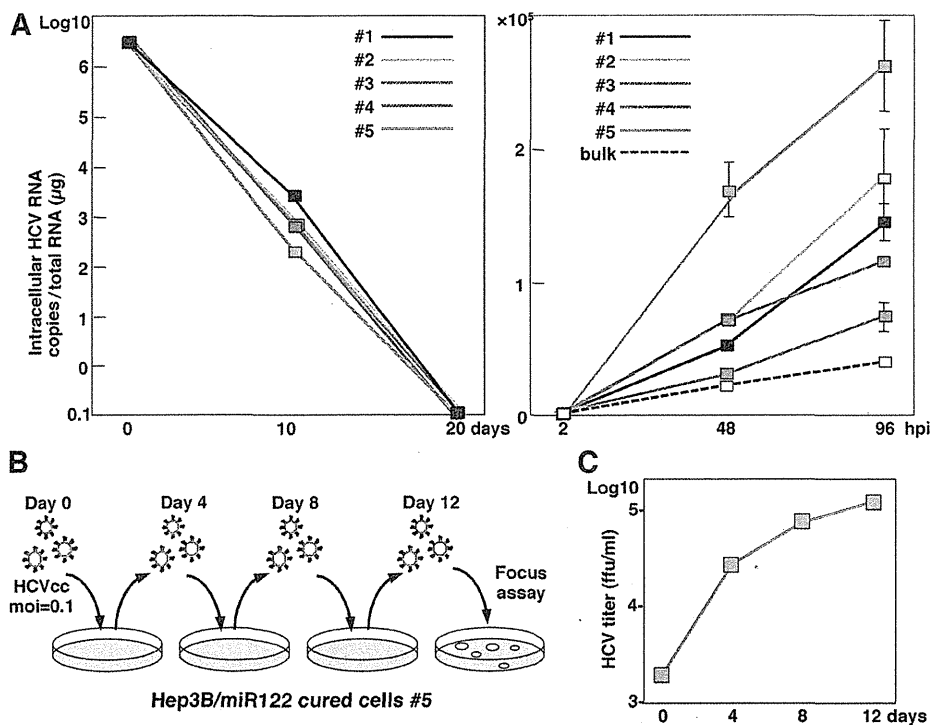 A
Log10
6
5
4
3
2
1
0
0.1
Intracellular HCV RNA
copies/total RNA (µg)
#1
#2
#3
#4
#5
0
10
20 days
×10⁵
2
1
0
#1
#2
#3
#4
#5
bulk
2
48
96 hpi
B
Day 0
Day 4
Day 8
Day 12
HCVcc
moi=0.1
Focus
assay
Hep3B/miR122 cured cells #5
C
Log10
5
4
3
HCV titer (ffu/ml)
0
4
8
12 days